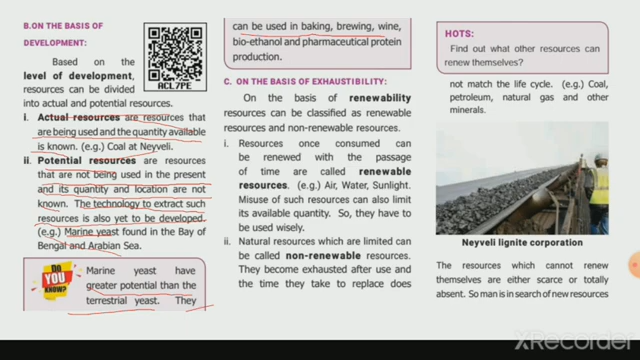 B.ON THE BASIS OF
DEVELOPMENT:
ACL7PE
Based on the
level of development,
resources can be divided
into actual and potential resources.
i. Actual resources are resources that
are being used and the quantity available
is known. (e.g.) Coal at Neyveli.
ii. Potential resources are resources
that are not being used in the present
and its quantity and location are not
known. The technology to extract such
resources is also yet to be developed.
(e.g.) Marine yeast found in the Bay of
Bengal and Arabian Sea.
Do
YOU
KNOW?
Marine yeast have
greater potential than the
terrestrial yeast. They
can be used in baking, brewing, wine,
bio-ethanol and pharmaceutical protein
production.
C. ON THE BASIS OF EXHAUSTIBILITY:
On the basis of renewability
resources can be classified as renewable
resources and non-renewable resources.
i. Resources once consumed can
be renewed with the passage
of time are called renewable
resources. (e.g.) Air, Water, Sunlight.
Misuse of such resources can also limit
its available quantity. So, they have to
be used wisely.
ii. Natural resources which are limited can
be called non-renewable resources.
They become exhausted after use and
the time they take to replace does
HOTS:
Find out what other resources can
renew themselves?
not match the life cycle. (e.g.) Coal,
petroleum, natural gas and other
minerals.
Neyveli lignite corporation
The resources which cannot renew
themselves are either scarce or totally
absent. So man is in search of new resources
XRecorder